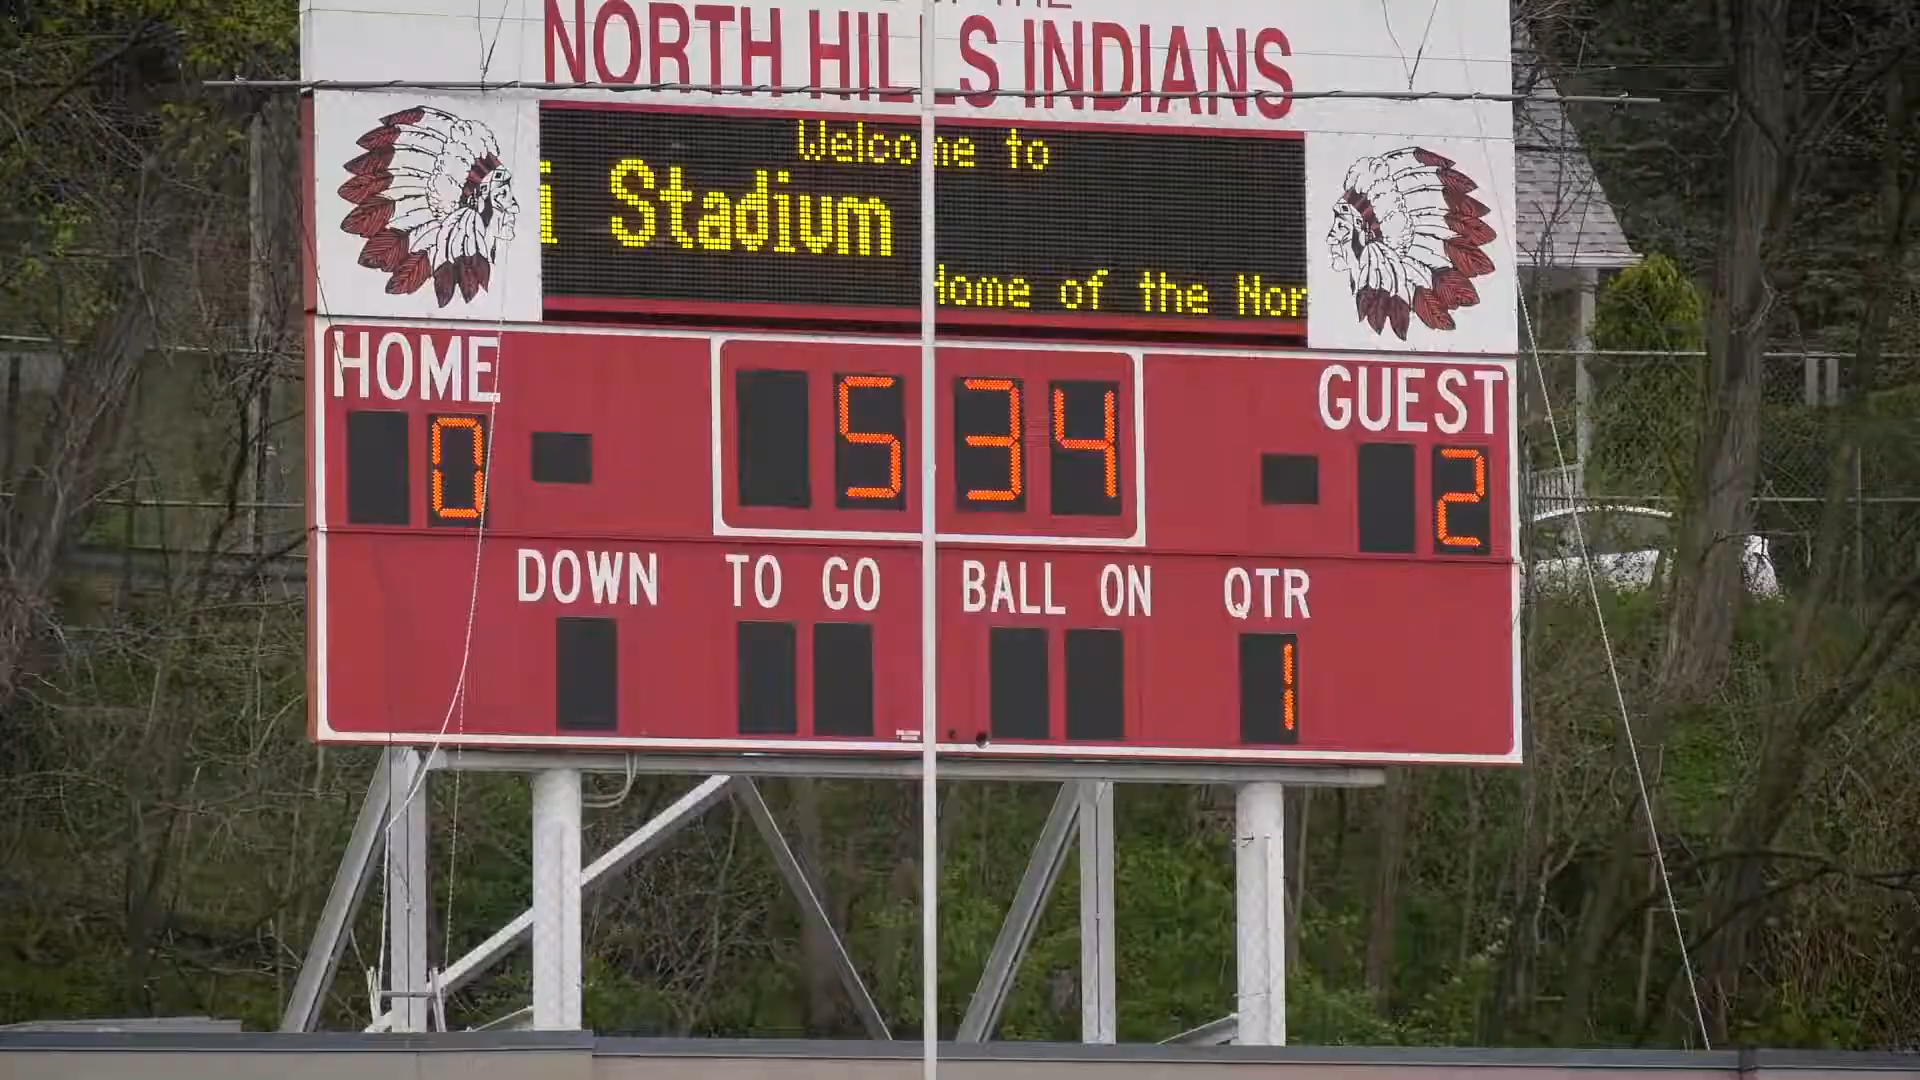 NORTH HILLS INDIANS
Welcome to
i Stadium
Home of the Nor
HOME
5 34
GUEST
0
2
DOWN TO GO BALL ON QTR
1